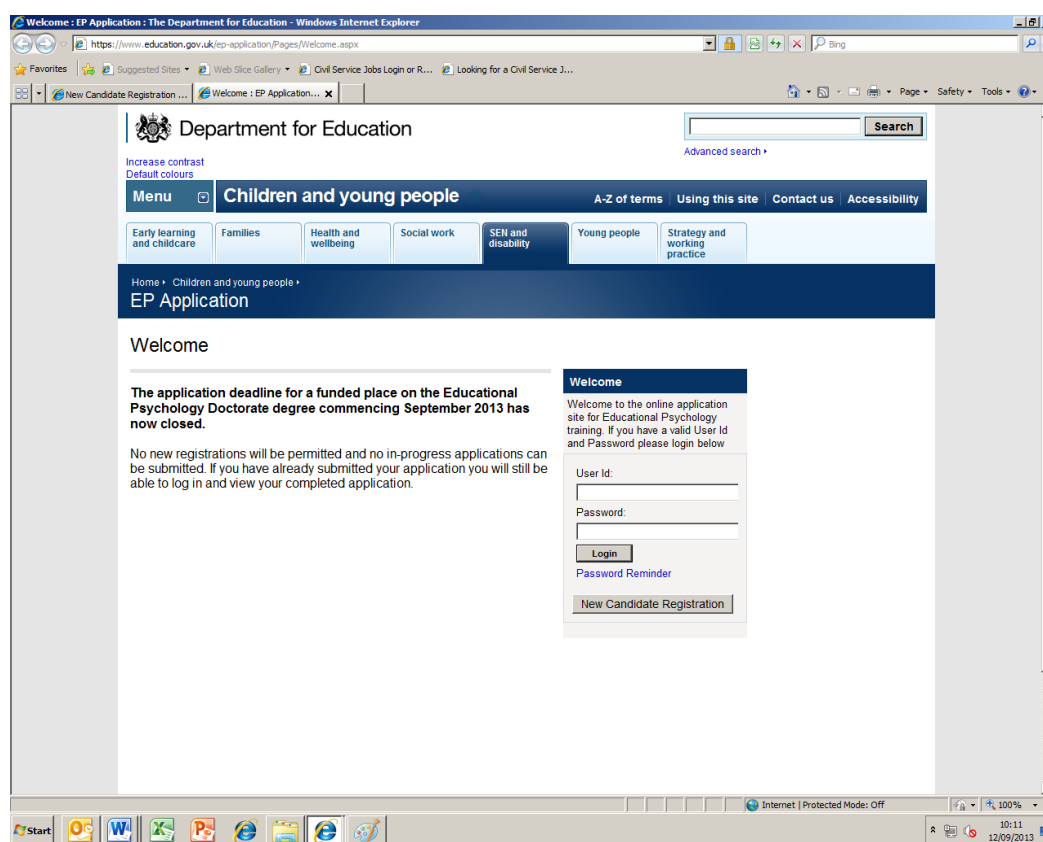 Welcome : EP Application : The Department for Education - Windows Internet Explorer
https://www.education.gov.uk/ep-application/Pages/Welcome.aspx
Bing
Favorites Suggested Sites Web Slice Gallery Civil Service Jobs Login or R... Looking for a Civil Service J...
New Candidate Registration ... Welcome : EP Application... Page Safety Tools
Department for Education
Search
Advanced search
Increase contrast
Default colours
Menu Children and young people A-Z of terms Using this site Contact us Accessibility
Early learning and childcare
Families
Health and wellbeing
Social work
SEN and disability
Young people
Strategy and working practice
Home Children and young people
EP Application
Welcome
The application deadline for a funded place on the Educational
Psychology Doctorate degree commencing September 2013 has
now closed.
No new registrations will be permitted and no in-progress applications can
be submitted. If you have already submitted your application you will still be
able to log in and view your completed application.
Welcome
Welcome to the online application
site for Educational Psychology
training. If you have a valid User Id
and Password please login below
User Id:
Password:
Login
Password Reminder
New Candidate Registration
Internet | Protected Mode: Off 100%
Start
10:11
12/09/2013